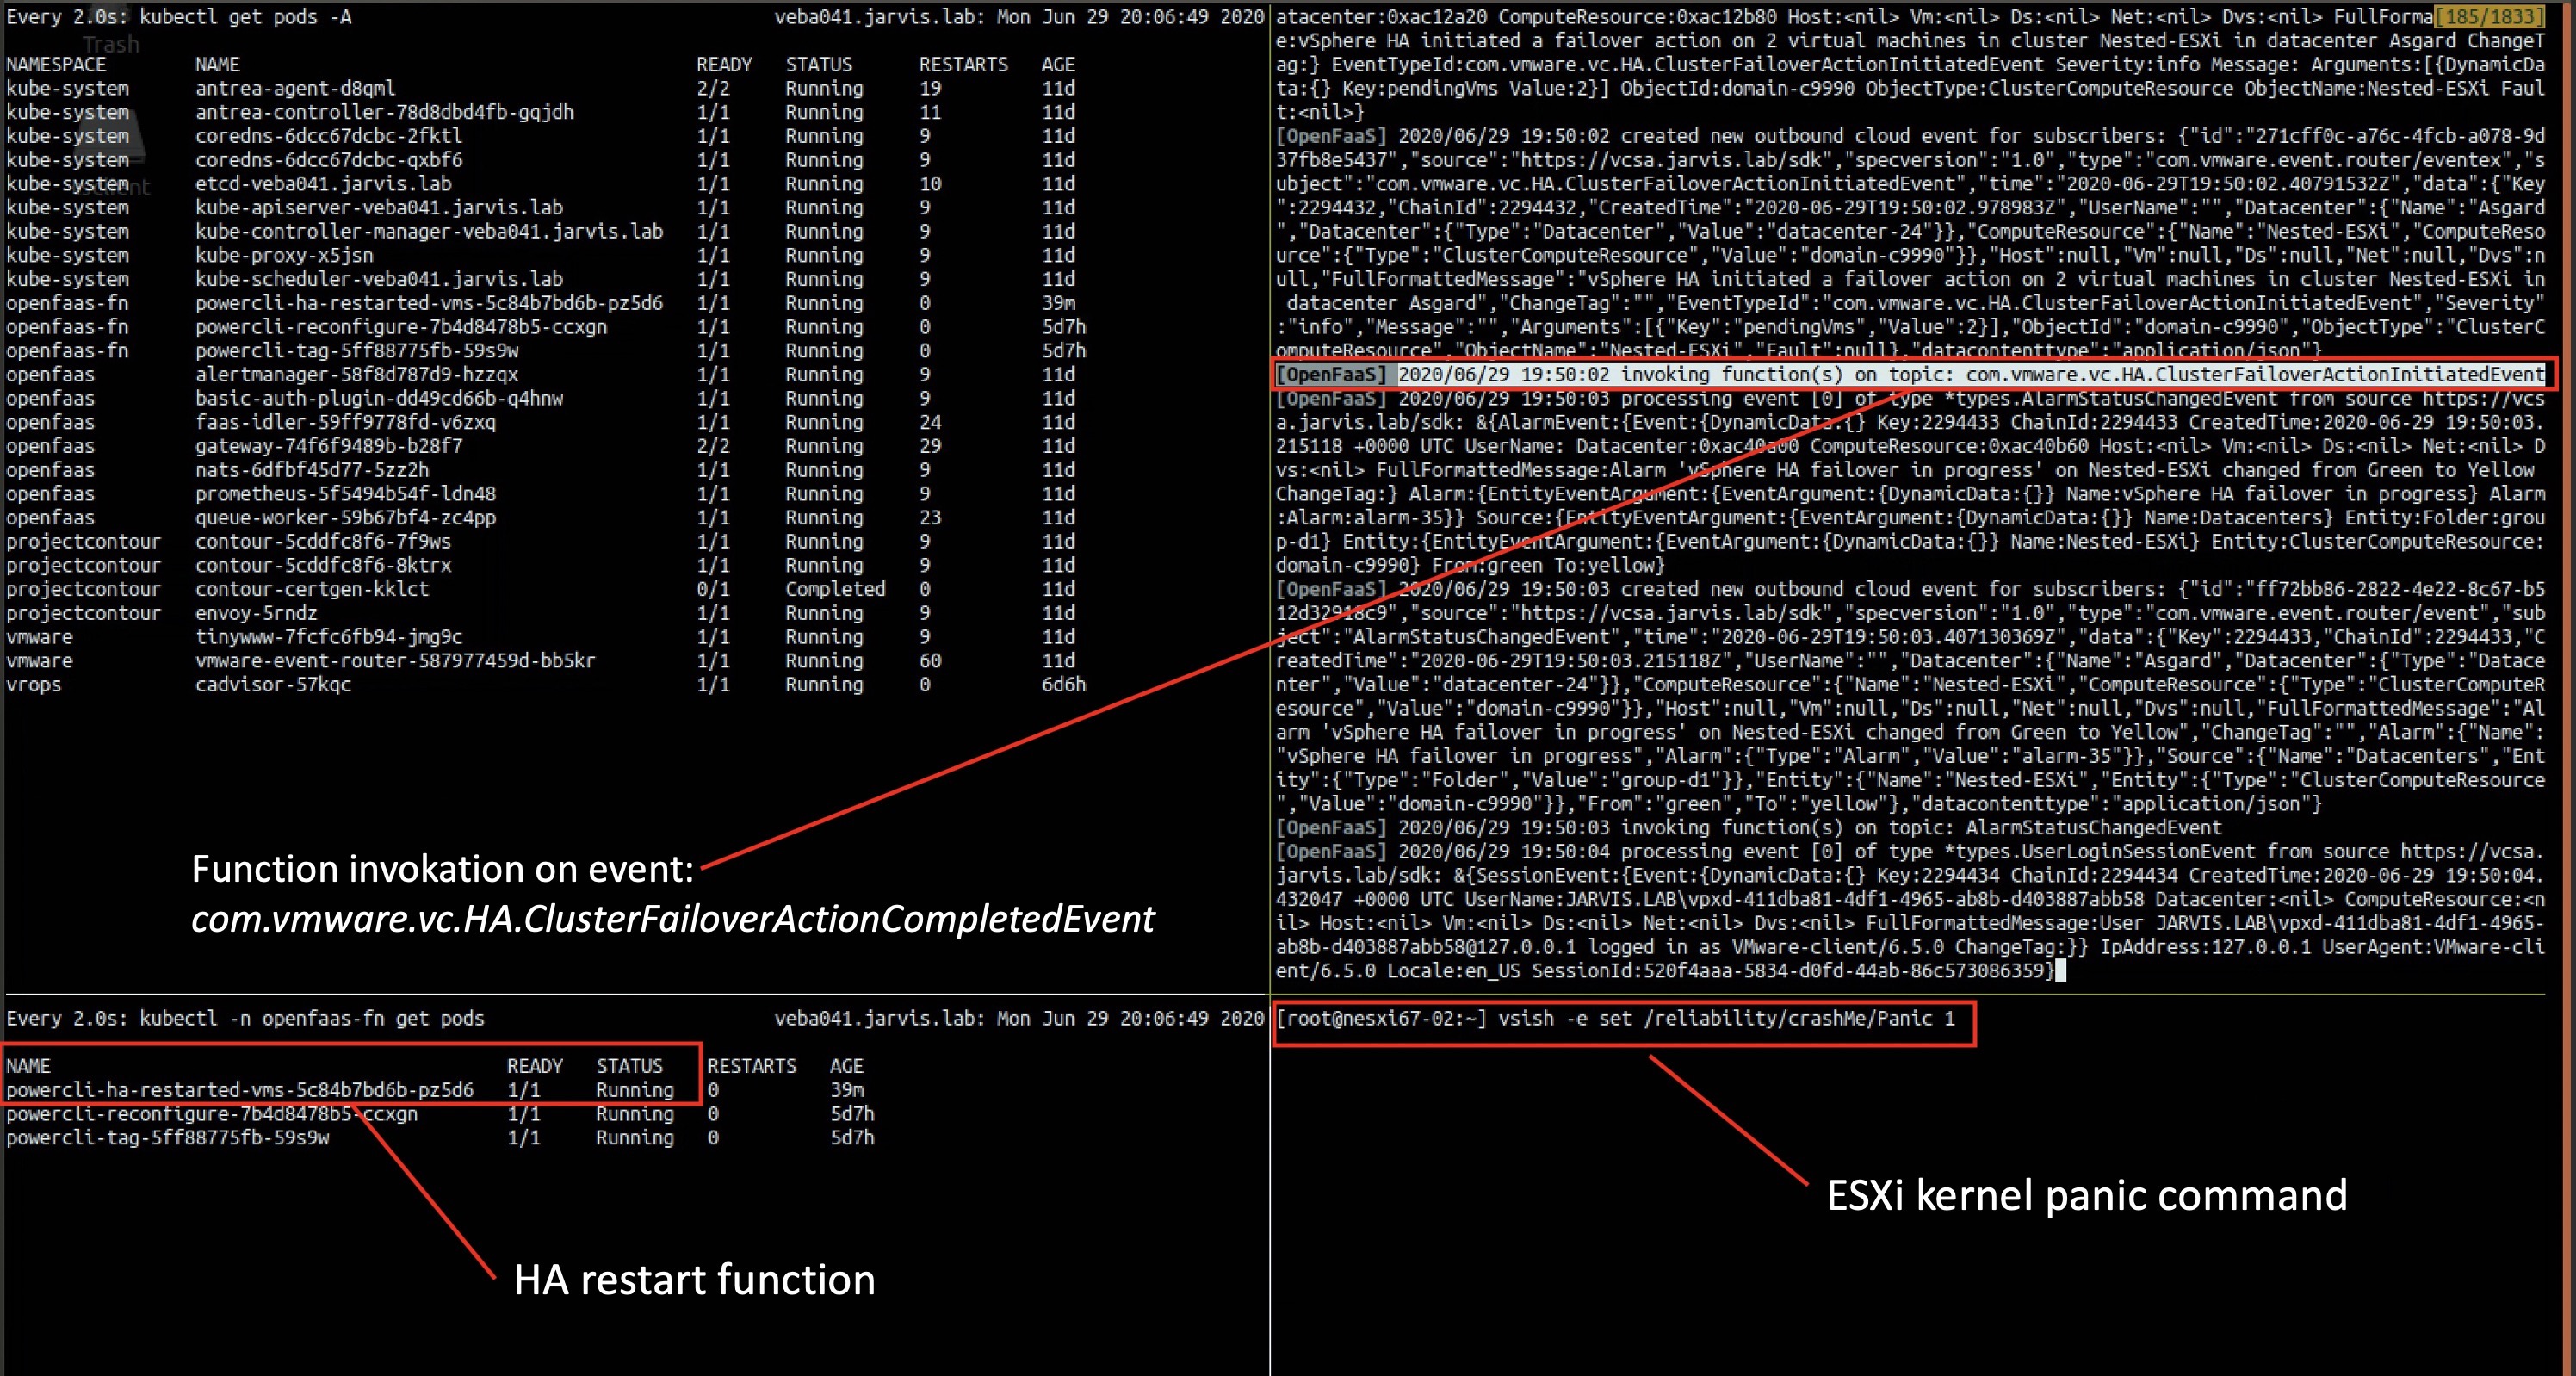 Every 2.0s: kubectl get pods -A veba041.jarvis.lab: Mon Jun 29 20:06:49 2020
Trash
NAMESPACE NAME READY STATUS RESTARTS AGE
kube-system antrea-agent-d8qml 2/2 Running 19 11d
kube-system antrea-controller-78d8dbd4fb-gqjdh 1/1 Running 11 11d
kube-system coredns-6dcc67dcbc-2fktl 1/1 Running 9 11d
kube-system coredns-6dcc67dcbc-qxbf6 1/1 Running 9 11d
kube-system etcd-veba041.jarvis.lab 1/1 Running 10 11d
kube-system kube-apiserver-veba041.jarvis.lab 1/1 Running 9 11d
kube-system kube-controller-manager-veba041.jarvis.lab 1/1 Running 9 11d
kube-system kube-proxy-x5jsn 1/1 Running 9 11d
kube-system kube-scheduler-veba041.jarvis.lab 1/1 Running 9 11d
openfaas-fn powercli-ha-restarted-vms-5c84b7bd6b-pz5d6 1/1 Running 0 39m
openfaas-fn powercli-reconfigure-7b4d8478b5-ccxgn 1/1 Running 0 5d7h
openfaas-fn powercli-tag-5ff88775fb-59s9w 1/1 Running 0 5d7h
openfaas alertmanager-58f8d787d9-hzzqx 1/1 Running 9 11d
openfaas basic-auth-plugin-dd49cd66b-q4hnw 1/1 Running 9 11d
openfaas faas-idler-59ff9778fd-v6zxq 1/1 Running 24 11d
openfaas gateway-74f6f9489b-b28f7 2/2 Running 29 11d
openfaas nats-6dfbf45d77-5zz2h 1/1 Running 9 11d
openfaas prometheus-5f5494b54f-ldn48 1/1 Running 9 11d
openfaas queue-worker-59b67bf4-zc4pp 1/1 Running 23 11d
projectcontour contour-5cddfc8f6-7f9ws 1/1 Running 9 11d
projectcontour contour-5cddfc8f6-8ktrx 1/1 Running 9 11d
projectcontour contour-certgen-kklct 0/1 Completed 0 11d
projectcontour envoy-5rndz 1/1 Running 9 11d
vmware tinywww-7fcfc6fb94-jmg9c 1/1 Running 9 11d
vmware vmware-event-router-587977459d-bb5kr 1/1 Running 60 11d
vrops cadvisor-57kqc 1/1 Running 0 6d6h
Function invokation on event:
com.vmware.vc.HA.ClusterFailoverActionCompletedEvent
atacenter:0xac12a20 ComputeResource:0xac12b80 Host:<nil> Vm:<nil> Ds:<nil> Net:<nil> Dvs:<nil> FullForma[185/1833]
e:vSphere HA initiated a failover action on 2 virtual machines in cluster Nested-ESXi in datacenter Asgard ChangeT
ag:} EventTypeId:com.vmware.vc.HA.ClusterFailoverActionInitiatedEvent Severity:info Message: Arguments:[{DynamicDa
ta:{} Key:pendingVms Value:2}] ObjectId:domain-c9990 ObjectType:ClusterComputeResource ObjectName:Nested-ESXi Faul
t:<nil>}
[OpenFaaS] 2020/06/29 19:50:02 created new outbound cloud event for subscribers: {"id":"271cff0c-a76c-4fcb-a078-9d
37fb8e5437","source":"https://vcsa.jarvis.lab/sdk","specversion":"1.0","type":"com.vmware.event.router/eventex","s
ubject":"com.vmware.vc.HA.ClusterFailoverActionInitiatedEvent","time":"2020-06-29T19:50:02.40791532Z","data":{"Key
":2294432,"ChainId":2294432,"CreatedTime":"2020-06-29T19:50:02.978983Z","UserName":"","Datacenter":{"Name":"Asgard
","Datacenter":{"Type":"Datacenter","Value":"datacenter-24"}},"ComputeResource":{"Name":"Nested-ESXi","ComputeReso
urce":{"Type":"ClusterComputeResource","Value":"domain-c9990"}},"Host":null,"Vm":null,"Ds":null,"Net":null,"Dvs":n
ull,"FullFormattedMessage":"vSphere HA initiated a failover action on 2 virtual machines in cluster Nested-ESXi in
datacenter Asgard","ChangeTag":"","EventTypeId":"com.vmware.vc.HA.ClusterFailoverActionInitiatedEvent","Severity"
:"info","Message":"","Arguments":[{"Key":"pendingVms","Value":2}],"ObjectId":"domain-c9990","ObjectType":"ClusterC
omputeResource","ObjectName":"Nested-ESXi","Fault":null},"datacontenttype":"application/json"}
[OpenFaaS] 2020/06/29 19:50:02 invoking function(s) on topic: com.vmware.vc.HA.ClusterFailoverActionInitiatedEvent
[OpenFaaS] 2020/06/29 19:50:03 processing event [0] of type *types.AlarmStatusChangedEvent from source https://vcs
a.jarvis.lab/sdk: &{AlarmEvent:{Event:{DynamicData:{} Key:2294433 ChainId:2294433 CreatedTime:2020-06-29 19:50:03.
215118 +0000 UTC UserName: Datacenter:0xac40a00 ComputeResource:0xac40b60 Host:<nil> Vm:<nil> Ds:<nil> Net:<nil> D
vs:<nil> FullFormattedMessage:Alarm 'vSphere HA failover in progress' on Nested-ESXi changed from Green to Yellow
ChangeTag:} Alarm:{EntityEventArgument:{EventArgument:{DynamicData:{}} Name:vSphere HA failover in progress} Alarm
:Alarm:alarm-35}} Source:{EntityEventArgument:{EventArgument:{DynamicData:{}} Name:Datacenters} Entity:Folder:grou
p-d1} Entity:{EntityEventArgument:{EventArgument:{DynamicData:{}} Name:Nested-ESXi} Entity:ClusterComputeResource:
domain-c9990} From:green To:yellow}
[OpenFaaS] 2020/06/29 19:50:03 created new outbound cloud event for subscribers: {"id":"ff72bb86-2822-4e22-8c67-b5
12d32918c9","source":"https://vcsa.jarvis.lab/sdk","specversion":"1.0","type":"com.vmware.event.router/event","sub
ject":"AlarmStatusChangedEvent","time":"2020-06-29T19:50:03.407130369Z","data":{"Key":2294433,"ChainId":2294433,"C
reatedTime":"2020-06-29T19:50:03.215118Z","UserName":"","Datacenter":{"Name":"Asgard","Datacenter":{"Type":"Datace
nter","Value":"datacenter-24"}},"ComputeResource":{"Name":"Nested-ESXi","ComputeResource":{"Type":"ClusterComputeR
esource","Value":"domain-c9990"}},"Host":null,"Vm":null,"Ds":null,"Net":null,"Dvs":null,"FullFormattedMessage":"Al
arm 'vSphere HA failover in progress' on Nested-ESXi changed from Green to Yellow","ChangeTag":"","Alarm":{"Name":
"vSphere HA failover in progress","Alarm":{"Type":"Alarm","Value":"alarm-35"}},"Source":{"Name":"Datacenters","Ent
ity":{"Type":"Folder","Value":"group-d1"}},"Entity":{"Name":"Nested-ESXi","Entity":{"Type":"ClusterComputeResource
","Value":"domain-c9990"}},"From":"green","To":"yellow"},"datacontenttype":"application/json"}
[OpenFaaS] 2020/06/29 19:50:03 invoking function(s) on topic: AlarmStatusChangedEvent
[OpenFaaS] 2020/06/29 19:50:04 processing event [0] of type *types.UserLoginSessionEvent from source https://vcsa.
jarvis.lab/sdk: &{SessionEvent:{Event:{DynamicData:{} Key:2294434 ChainId:2294434 CreatedTime:2020-06-29 19:50:04.
432047 +0000 UTC UserName:JARVIS.LAB\vpxd-411dba81-4df1-4965-ab8b-d403887abb58 Datacenter:<nil> ComputeResource:<n
il> Host:<nil> Vm:<nil> Ds:<nil> Net:<nil> Dvs:<nil> FullFormattedMessage:User JARVIS.LAB\vpxd-411dba81-4df1-4965-
ab8b-d403887abb58@127.0.0.1 logged in as VMware-client/6.5.0 ChangeTag:}} IpAddress:127.0.0.1 UserAgent:VMware-cli
ent/6.5.0 Locale:en_US SessionId:520f4aaa-5834-d0fd-44ab-86c573086359}
Every 2.0s: kubectl -n openfaas-fn get pods veba041.jarvis.lab: Mon Jun 29 20:06:49 2020
NAME READY STATUS RESTARTS AGE
powercli-ha-restarted-vms-5c84b7bd6b-pz5d6 1/1 Running 0 39m
powercli-reconfigure-7b4d8478b5-ccxgn 1/1 Running 0 5d7h
powercli-tag-5ff88775fb-59s9w 1/1 Running 0 5d7h
HA restart function
[root@nesxi67-02:~] vsish -e set /reliability/crashMe/Panic 1
ESXi kernel panic command